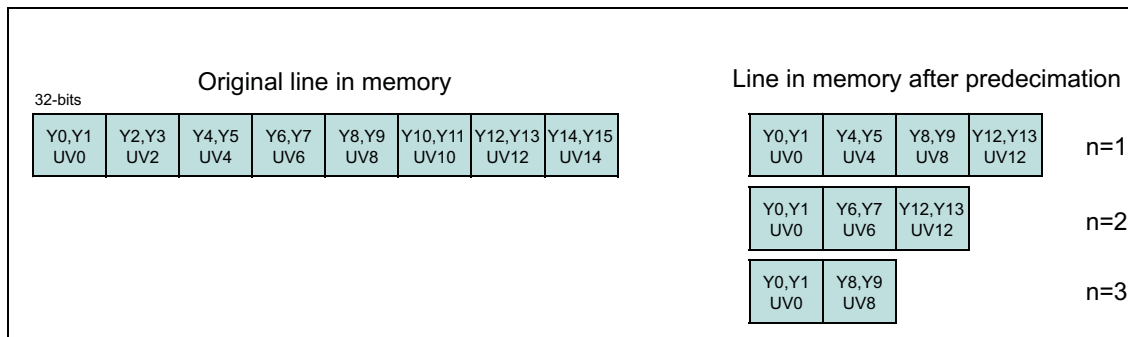 Original line in memory
32-bits
Y0,Y1 Y2,Y3 Y4,Y5 Y6,Y7 Y8,Y9 Y10,Y11 Y12,Y13 Y14,Y15
UV0 UV2 UV4 UV6 UV8 UV10 UV12 UV14
Line in memory after predecimation
Y0,Y1 Y4,Y5 Y8,Y9 Y12,Y13
UV0 UV4 UV8 UV12
n=1
Y0,Y1 Y6,Y7 Y12,Y13
UV0 UV6 UV12
n=2
Y0,Y1 Y8,Y9
UV0 UV8
n=3